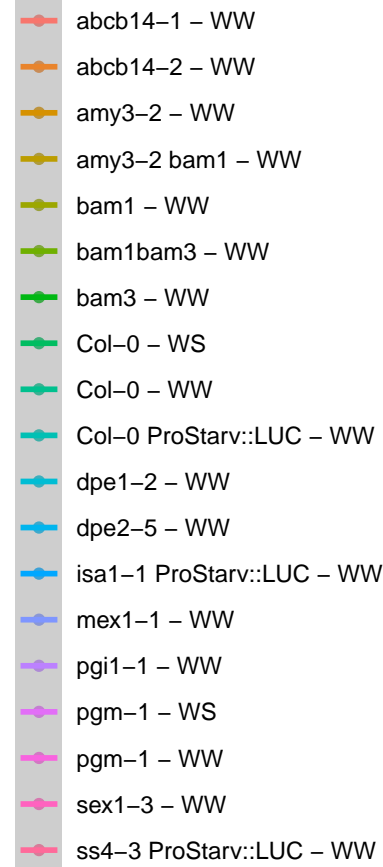 abcb14−1 − WW
abcb14−2 − WW
amy3−2 − WW
amy3−2 bam1 − WW
bam1 − WW
bam1bam3 − WW
bam3 − WW
Col−0 − WS
Col−0 − WW
Col−0 ProStarv::LUC − WW
dpe1−2 − WW
dpe2−5 − WW
isa1−1 ProStarv::LUC − WW
mex1−1 − WW
pgi1−1 − WW
pgm−1 − WS
pgm−1 − WW
sex1−3 − WW
ss4−3 ProStarv::LUC − WW